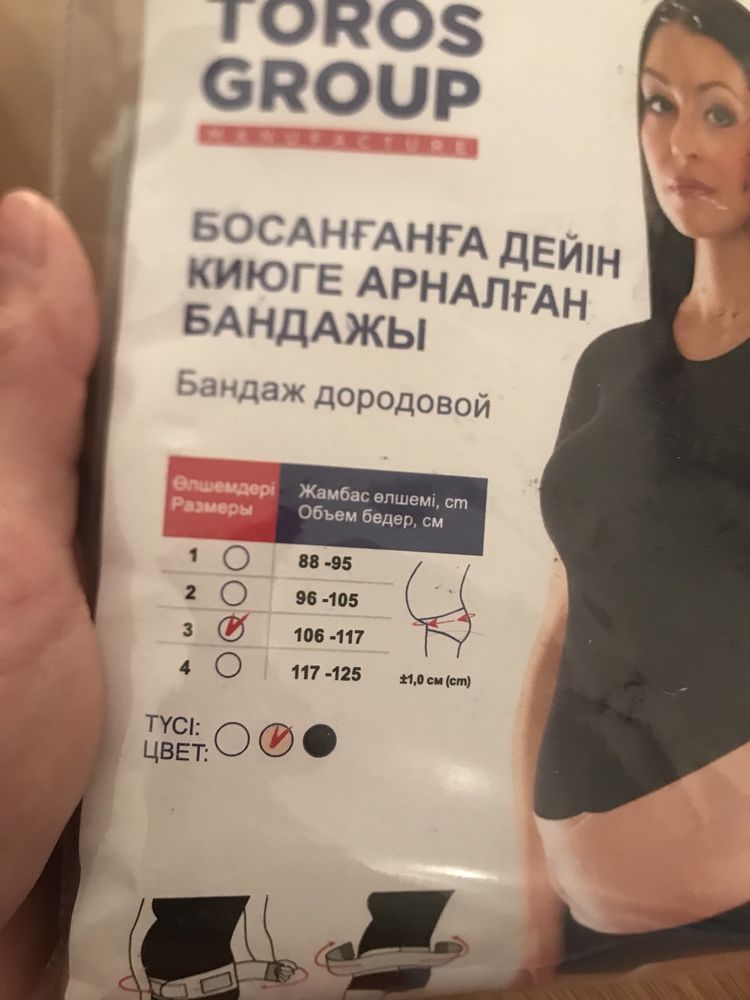 TOROS
GROUP
MANUFACTURE
БОСАНҒАНҒА ДЕЙІН
КИЮГЕ АРНАЛҒАН
БАНДАЖЫ
Бандаж дородовой
Өлшемдері Жамбас өлшемі, cm
Размеры Объем бедер, см
1 88 -95
2 96 -105
3 106 -117
4 117 -125
±1,0 см (cm)
ТҮСІ:
ЦВЕТ: